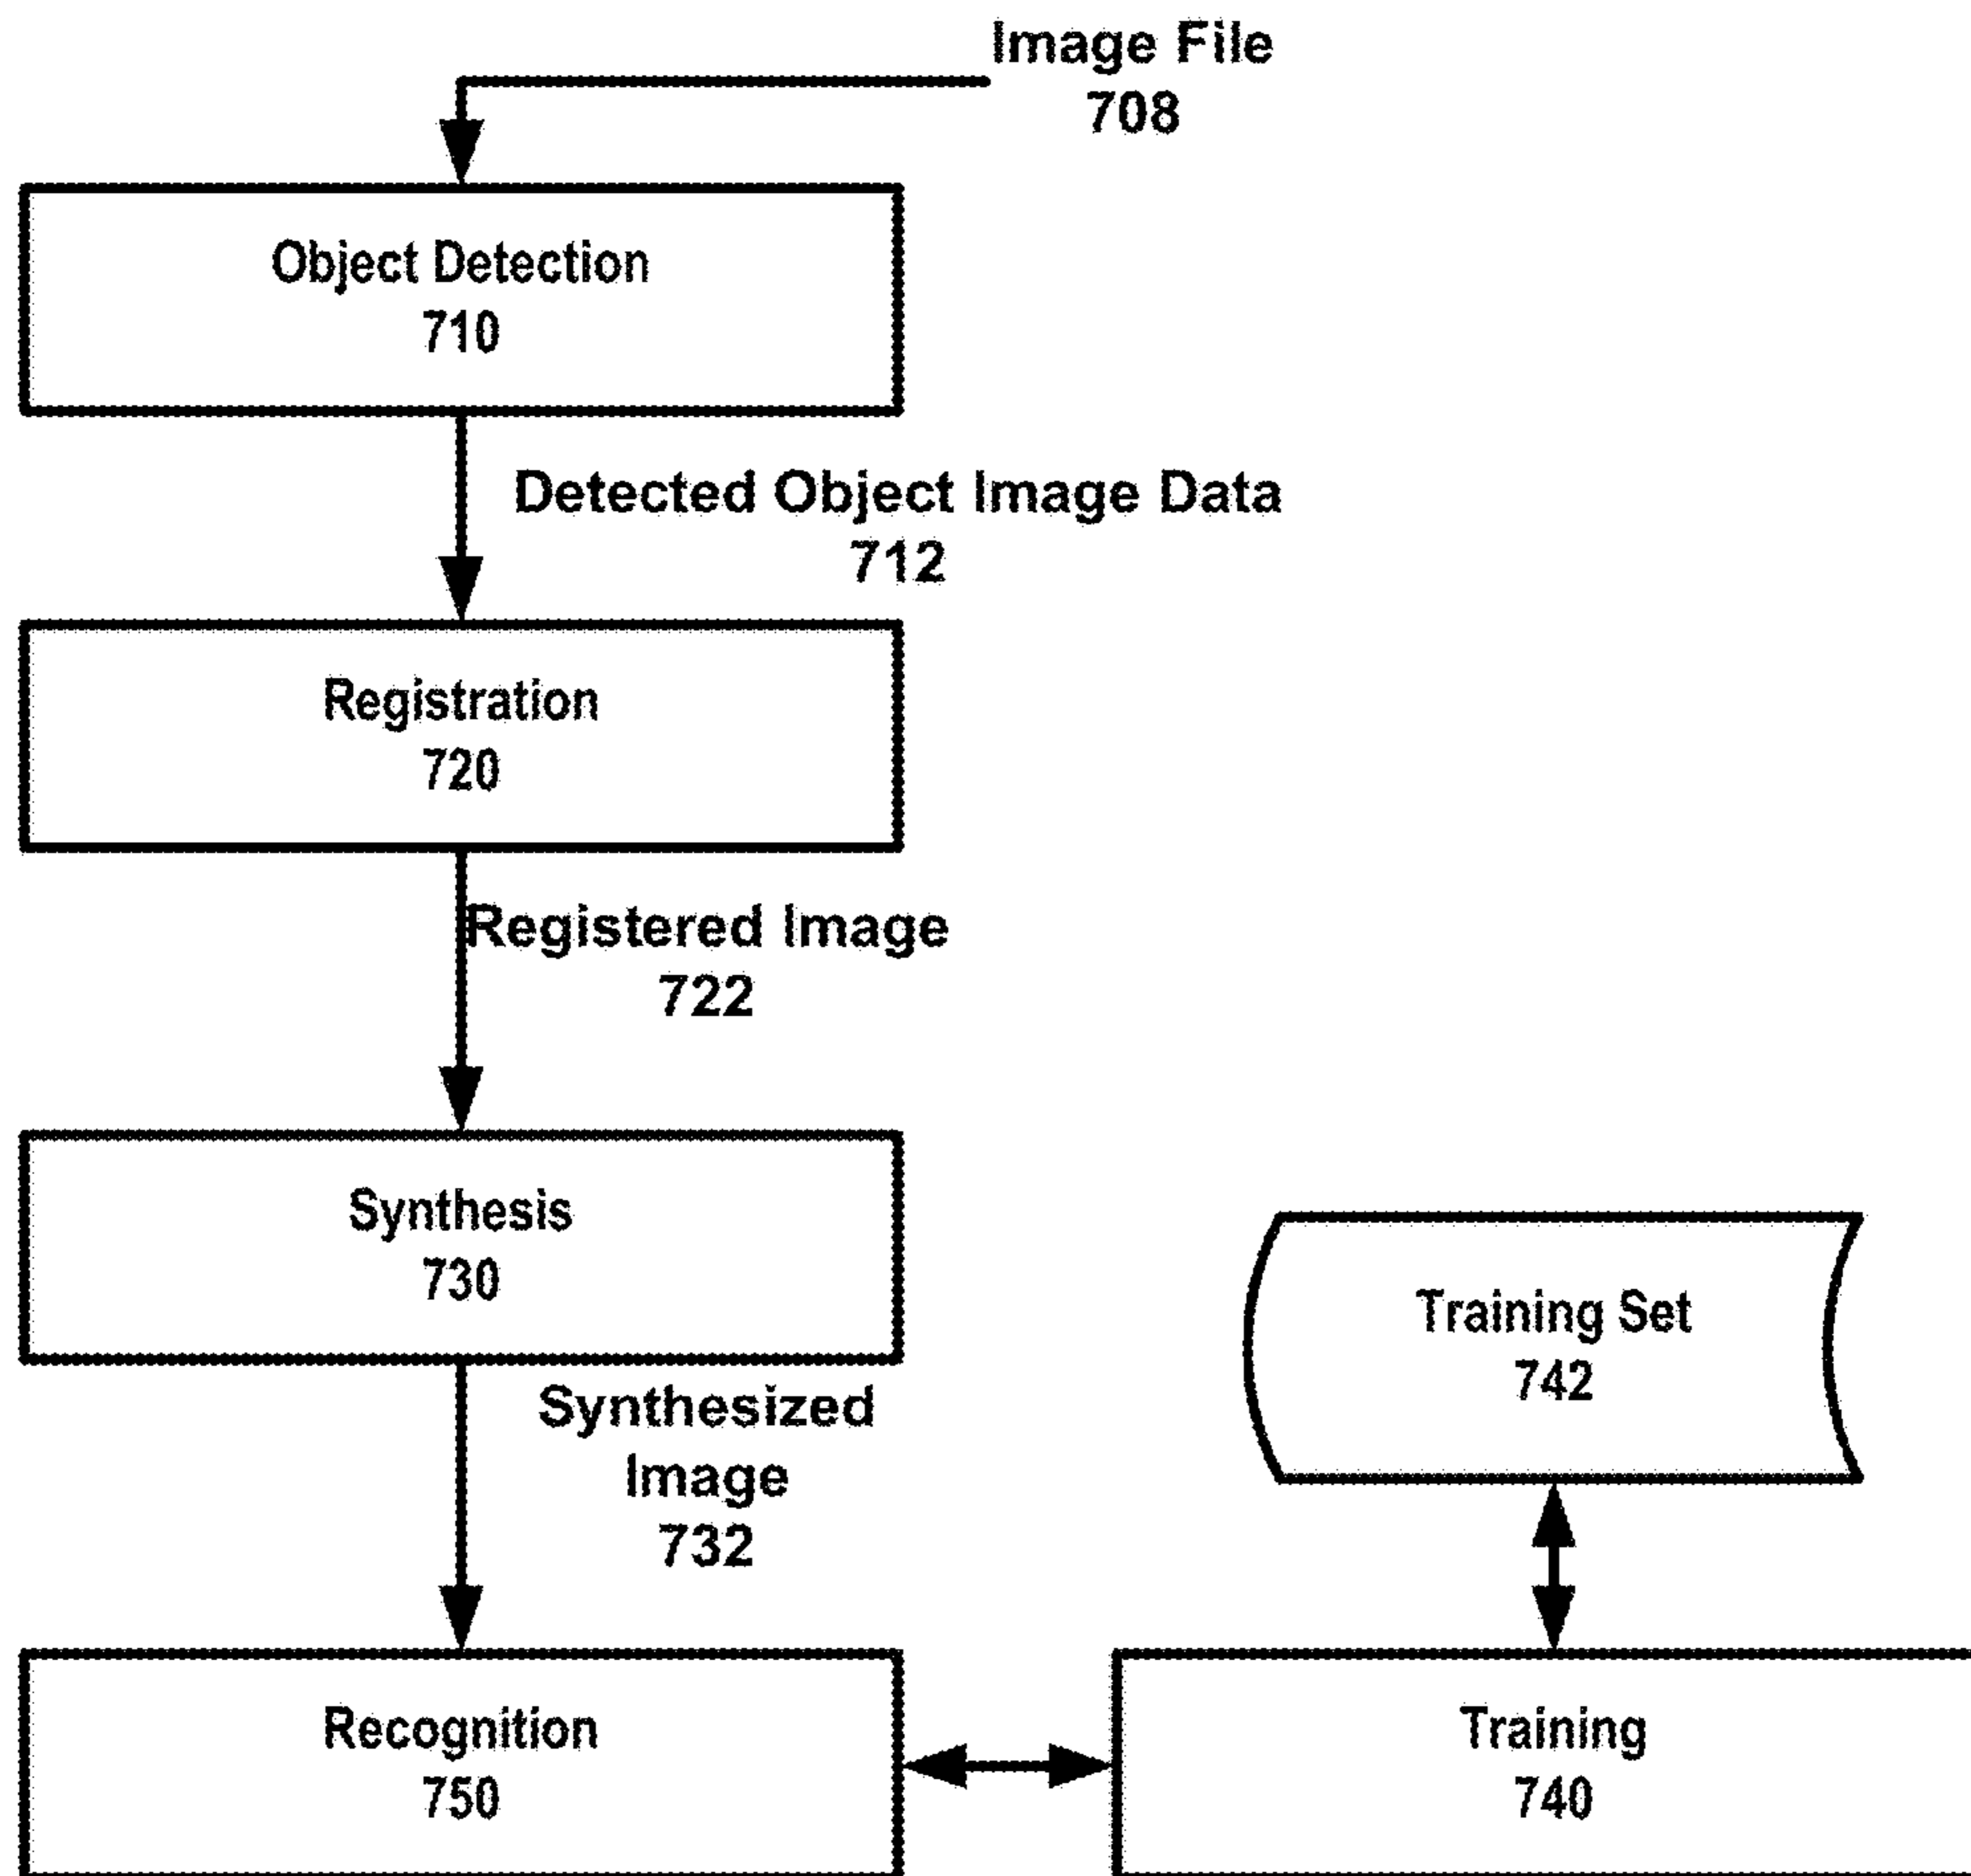 Image File
708
Object Detection
710
Detected Object Image Data
712
Registration
720
Registered Image
722
Synthesis
730
Synthesized
Image
732
Training Set
742
Recognition
750
Training
740